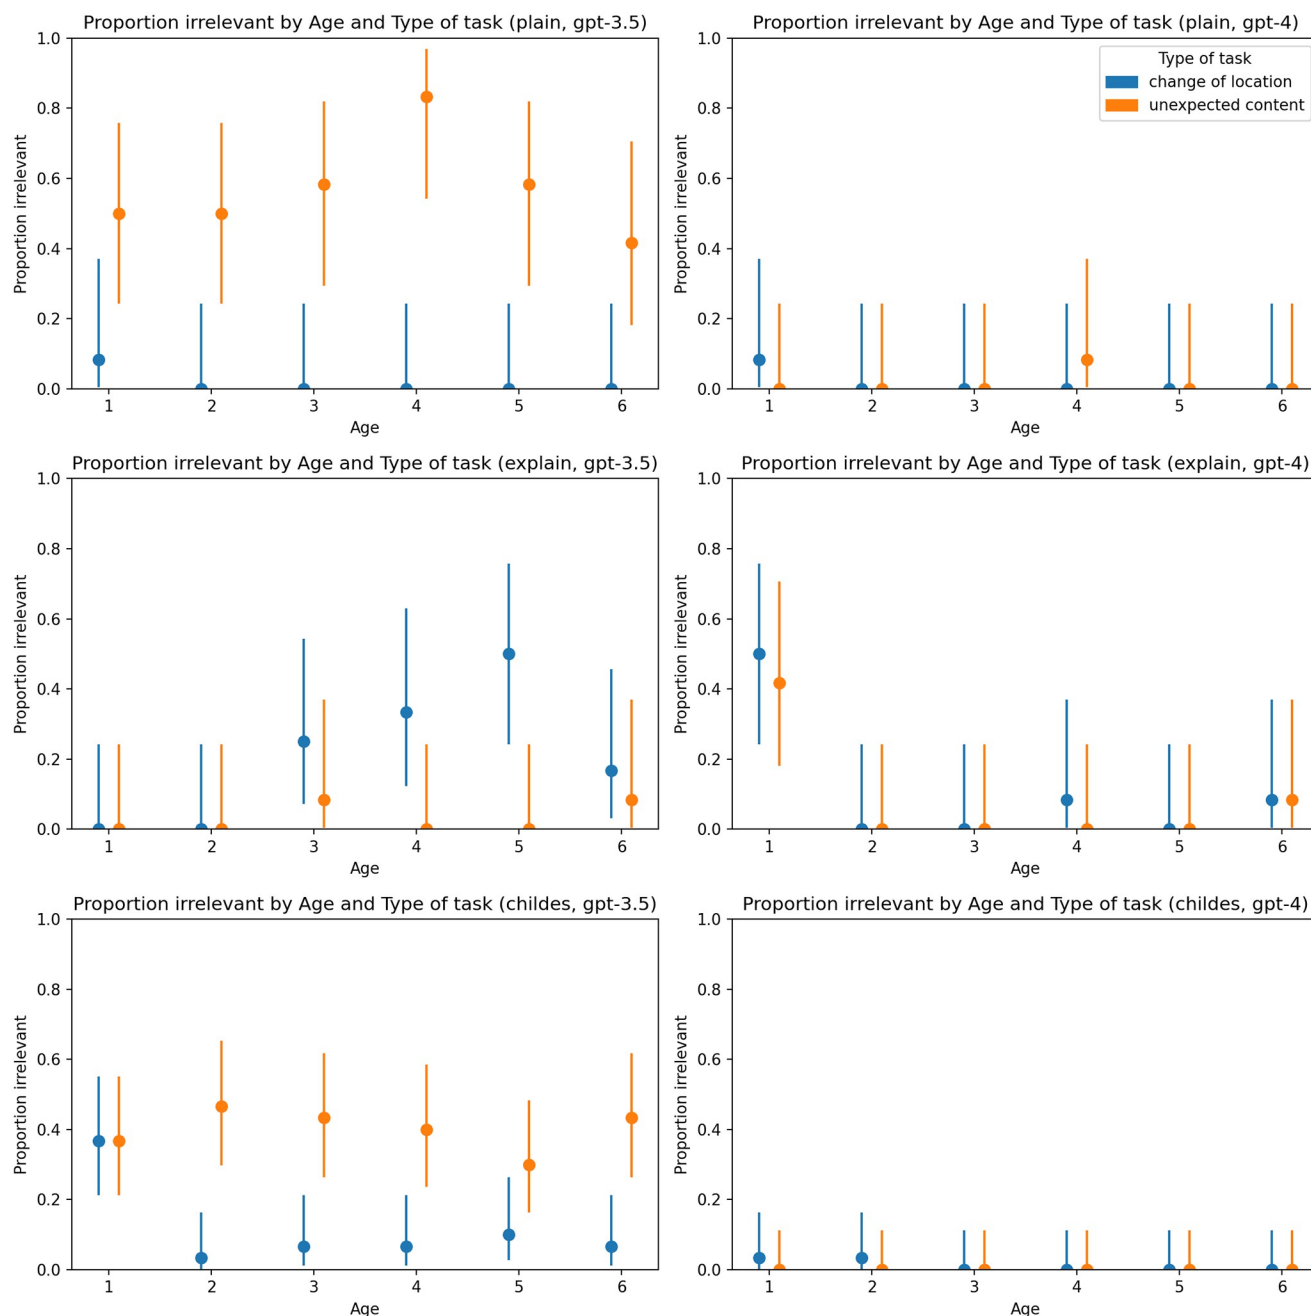 Proportion irrelevant by Age and Type of task (plain, gpt-3.5)
1.0
0.8
0.6
0.4
0.2
0.0
Proportion irrelevant
1 2 3 4 5 6
Age
Proportion irrelevant by Age and Type of task (plain, gpt-4)
Type of task
change of location
unexpected content
1.0
0.8
0.6
0.4
0.2
0.0
Proportion irrelevant
1 2 3 4 5 6
Age
Proportion irrelevant by Age and Type of task (explain, gpt-3.5)
1.0
0.8
0.6
0.4
0.2
0.0
Proportion irrelevant
1 2 3 4 5 6
Age
Proportion irrelevant by Age and Type of task (explain, gpt-4)
1.0
0.8
0.6
0.4
0.2
0.0
Proportion irrelevant
1 2 3 4 5 6
Age
Proportion irrelevant by Age and Type of task (childes, gpt-3.5)
1.0
0.8
0.6
0.4
0.2
0.0
Proportion irrelevant
1 2 3 4 5 6
Age
Proportion irrelevant by Age and Type of task (childes, gpt-4)
1.0
0.8
0.6
0.4
0.2
0.0
Proportion irrelevant
1 2 3 4 5 6
Age